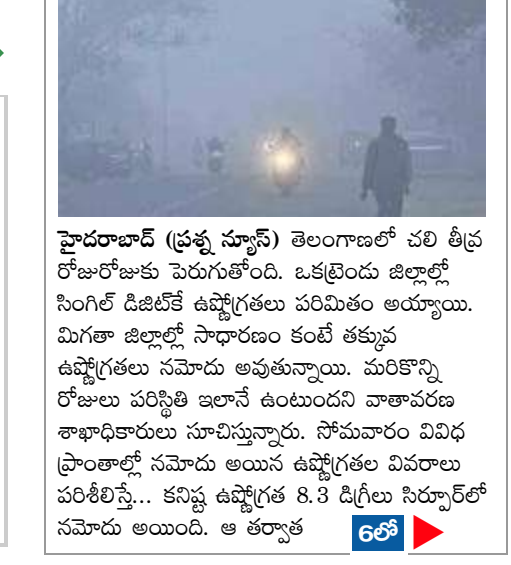 హైదరాబాద్ (ప్రశ్న న్యూస్) తెలంగాణలో చలి తీవ్ర
రోజురోజుకు పెరుగుతోంది. ఒకట్రెండు జిల్లాల్లో
సింగిల్ డిజిట్‌కే ఉష్ణోగ్రతలు పరిమితం అయ్యాయి.
మిగతా జిల్లాల్లో సాధారణం కంటే తక్కువ
ఉష్ణోగ్రతలు నమోదు అవుతున్నాయి. మరికొన్ని
రోజులు పరిస్థితి ఇలానే ఉంటుందని వాతావరణ
శాఖాధికారులు సూచిస్తున్నారు. సోమవారం వివిధ
ప్రాంతాల్లో నమోదు అయిన ఉష్ణోగ్రతల వివరాలు
పరిశీలిస్తే... కనిష్ట ఉష్ణోగ్రత 8.3 డిగ్రీలు సిర్పూర్‌లో
నమోదు అయింది. ఆ తర్వాత 6లో